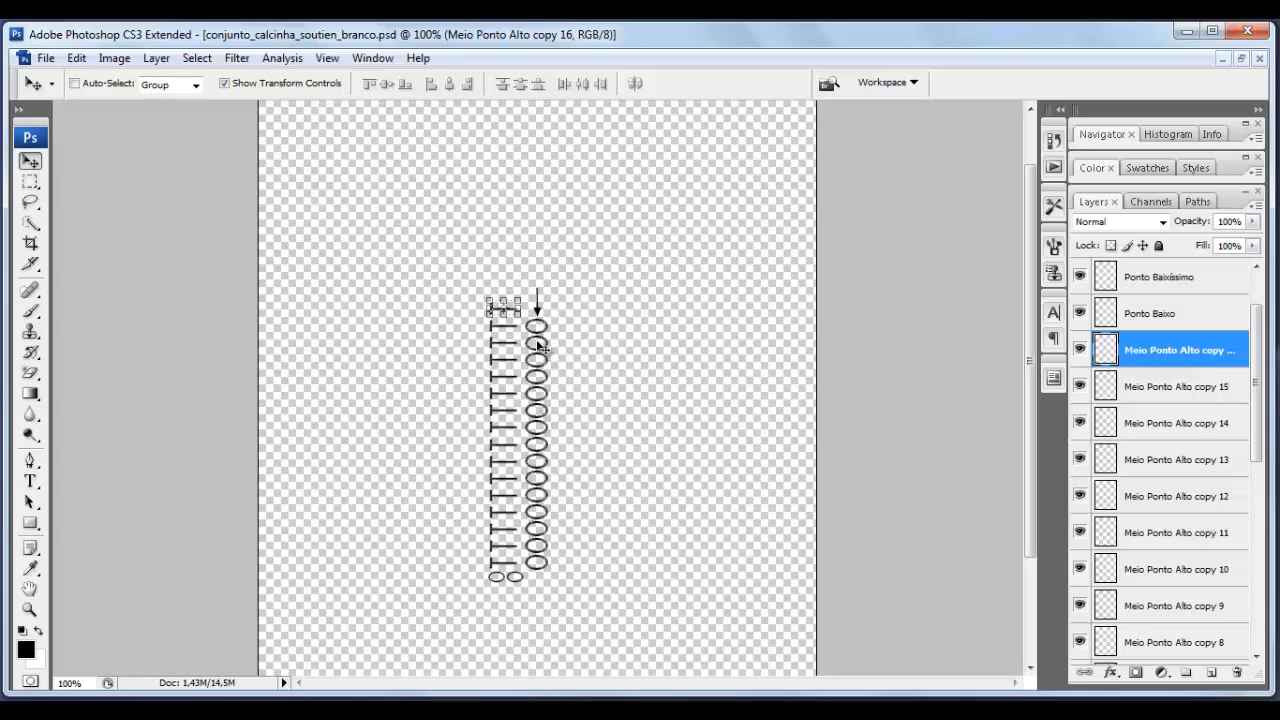 Ps Adobe Photoshop CS3 Extended - [conjunto_calcinha_soutien_branco.psd @ 100% (Meio Ponto Alto copy 16, RGB/8)]
Ps File Edit Image Layer Select Filter Analysis View Window Help
Auto-Select: Group Show Transform Controls Workspace
Ps
Navigator Histogram Info
Color Swatches Styles
Layers Channels Paths
Normal Opacity: 100%
Lock: Fill: 100%
Ponto Baixíssimo
Ponto Baixo
Meio Ponto Alto copy ...
Meio Ponto Alto copy 15
Meio Ponto Alto copy 14
Meio Ponto Alto copy 13
Meio Ponto Alto copy 12
Meio Ponto Alto copy 11
Meio Ponto Alto copy 10
Meio Ponto Alto copy 9
Meio Ponto Alto copy 8
100% Doc: 1,43M/14,5M